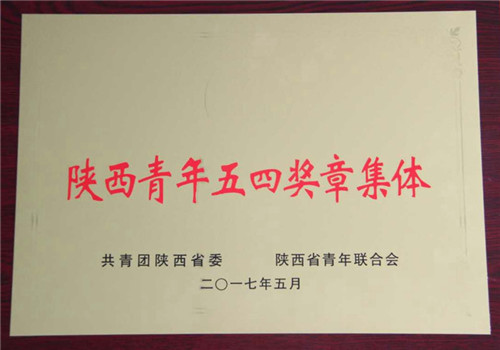 陕西青年五四奖章集体
共青团陕西省委 陕西省青年联合会
二〇一七年五月